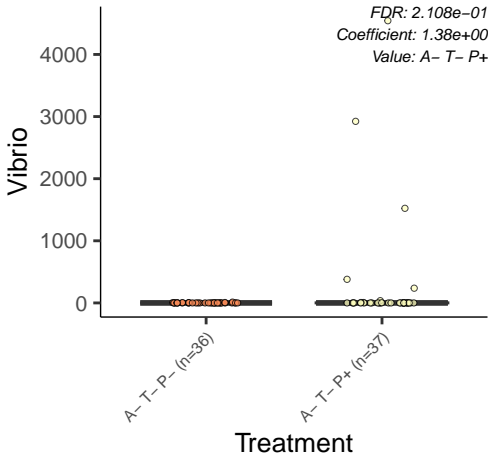 FDR: 2.108e−01
Coefficient: 1.38e+00
Value: A− T− P+
Vibrio
4000
3000
2000
1000
0
A− T− P− (n=36)
A− T− P+ (n=37)
Treatment